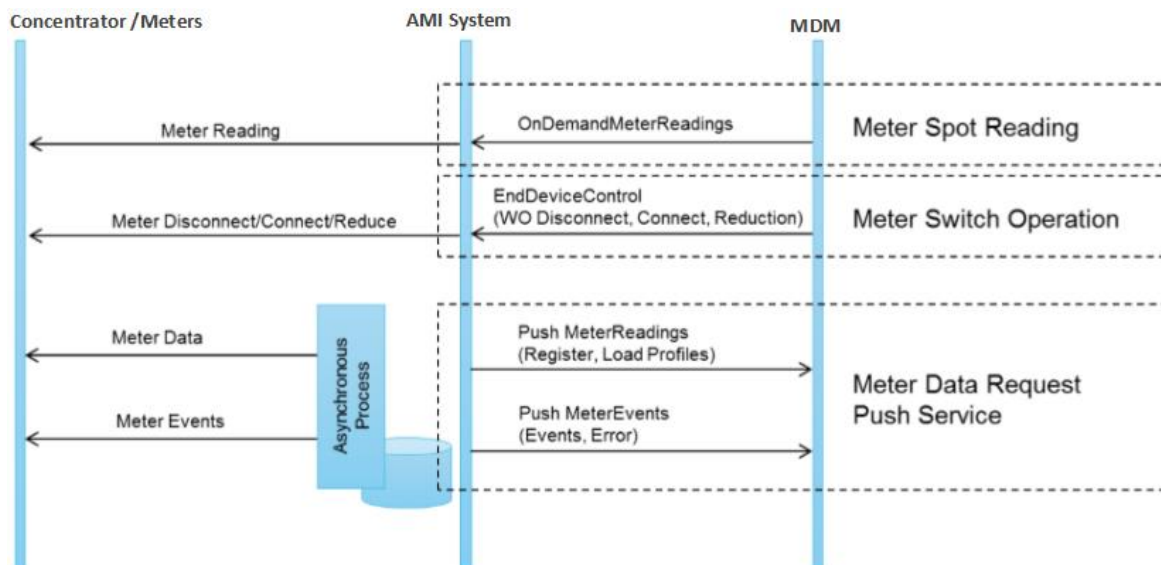 Concentrator /Meters
AMI System
MDM
Meter Reading
OnDemandMeterReadings
Meter Spot Reading
Meter Disconnect/Connect/Reduce
EndDeviceControl
(WO Disconnect, Connect, Reduction)
Meter Switch Operation
Meter Data
Meter Events
Asynchronous
Process
Push MeterReadings
(Register, Load Profiles)
Push MeterEvents
(Events, Error)
Meter Data Request
Push Service